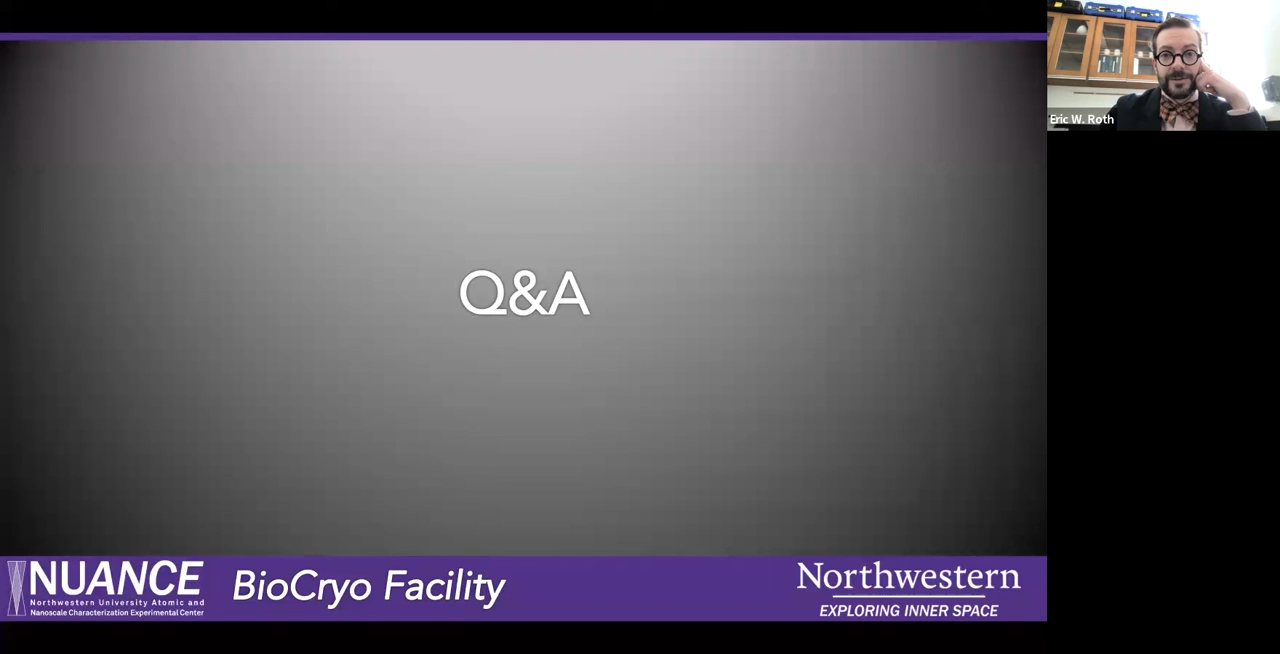 Eric W. Roth
Q&A
NUANCE
Northwestern University Atomic and
Nanoscale Characterization Experimental Center
BioCryo Facility
Northwestern
EXPLORING INNER SPACE